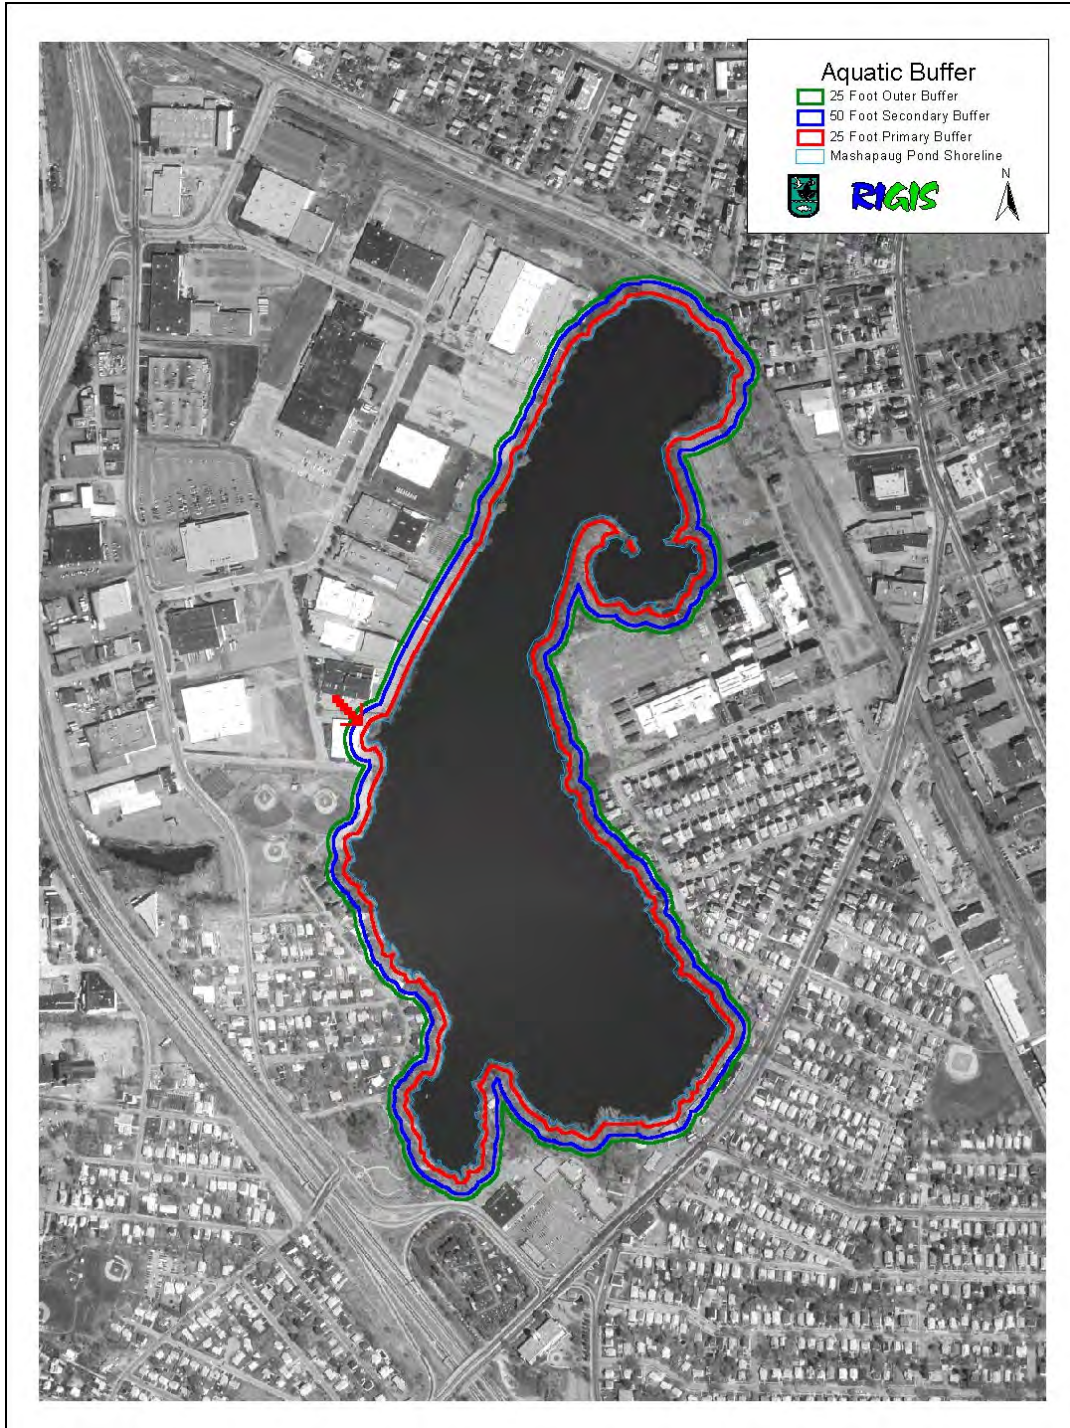 Aquatic Buffer
25 Foot Outer Buffer
50 Foot Secondary Buffer
25 Foot Primary Buffer
Mashapaug Pond Shoreline
RIGIS
N